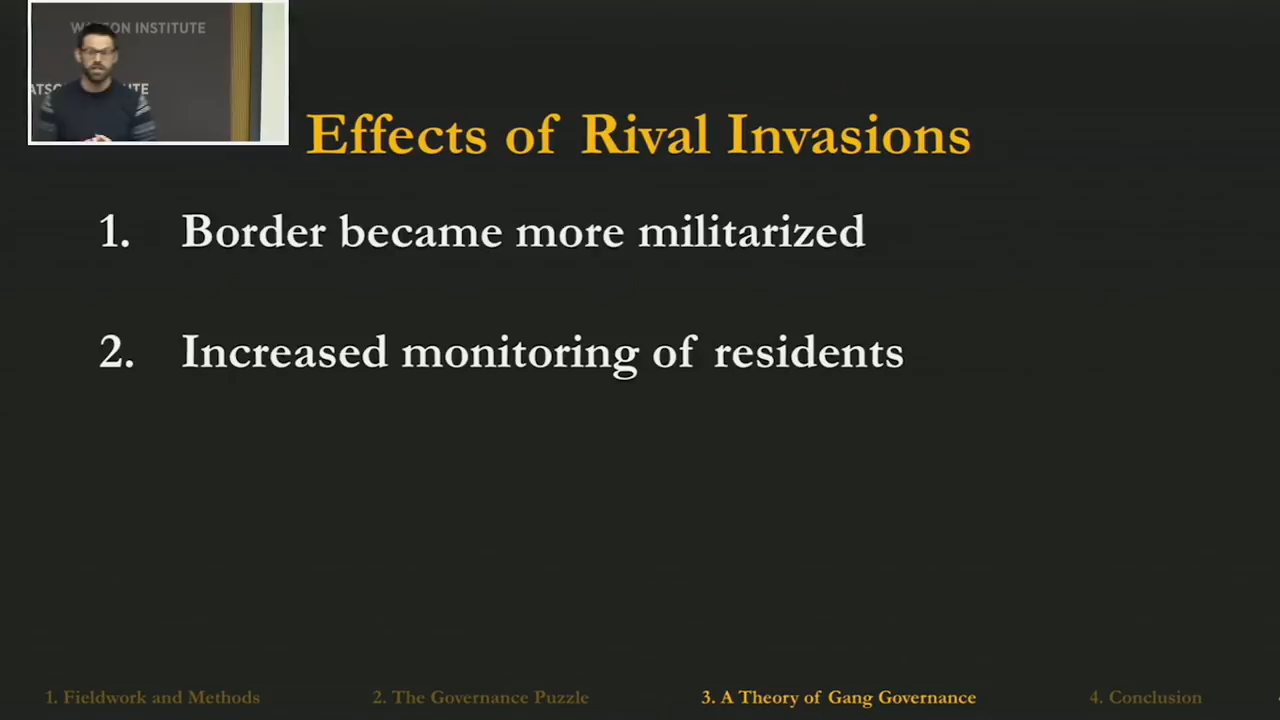 WATSON INSTITUTE
Effects of Rival Invasions
1. Border became more militarized
2. Increased monitoring of residents
1. Fieldwork and Methods
2. The Governance Puzzle
3. A Theory of Gang Governance
4. Conclusion